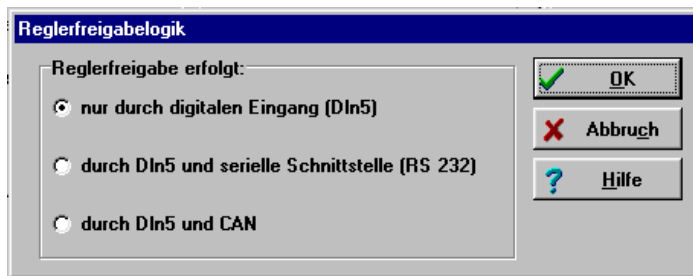 Reglerfreigabelogik
Reglerfreigabe erfolgt:
nur durch digitalen Eingang (DIn5)
durch DIn5 und serielle Schnittstelle (RS 232)
durch DIn5 und CAN
OK
Abbruch
Hilfe